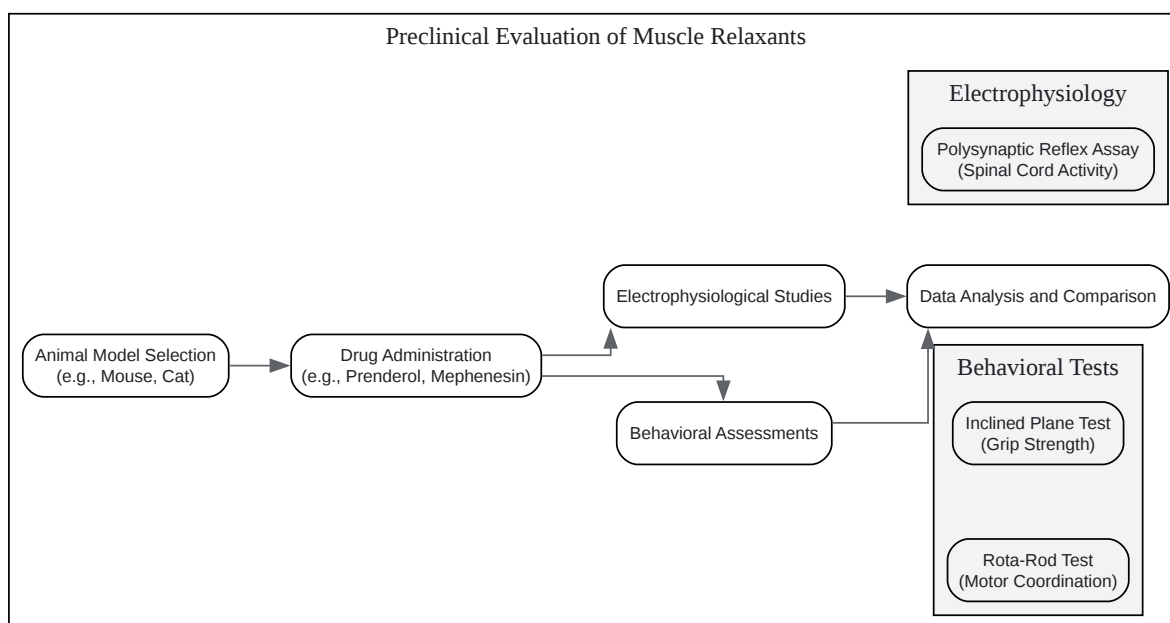 Preclinical Evaluation of Muscle Relaxants
Electrophysiology
Polysynaptic Reflex Assay
(Spinal Cord Activity)
Electrophysiological Studies
Data Analysis and Comparison
Animal Model Selection
(e.g., Mouse, Cat)
Drug Administration
(e.g., Prenderol, Mephenesin)
Behavioral Assessments
Behavioral Tests
Inclined Plane Test
(Grip Strength)
Rota-Rod Test
(Motor Coordination)